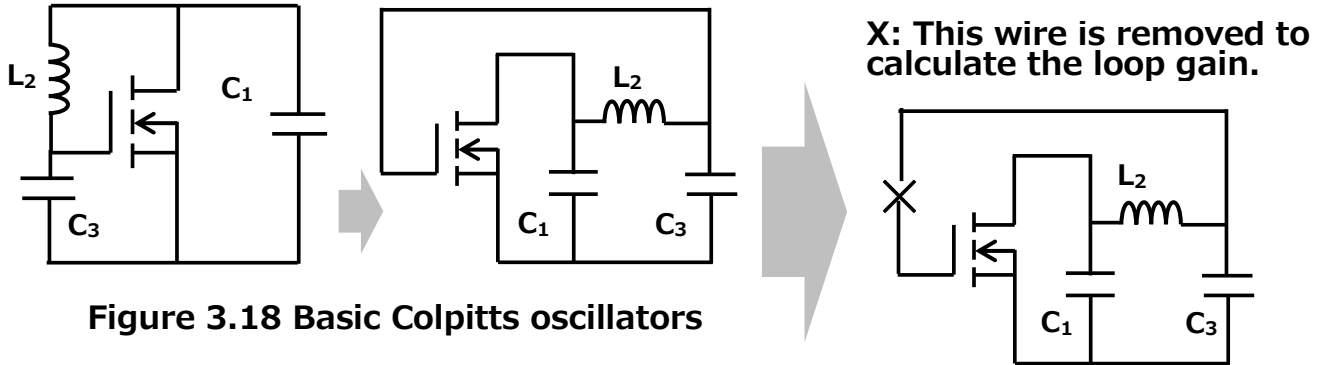 X: This wire is removed to
calculate the loop gain.
L2
C1
C3
L2
C1
C3
L2
C1
C3
Figure 3.18 Basic Colpitts oscillators